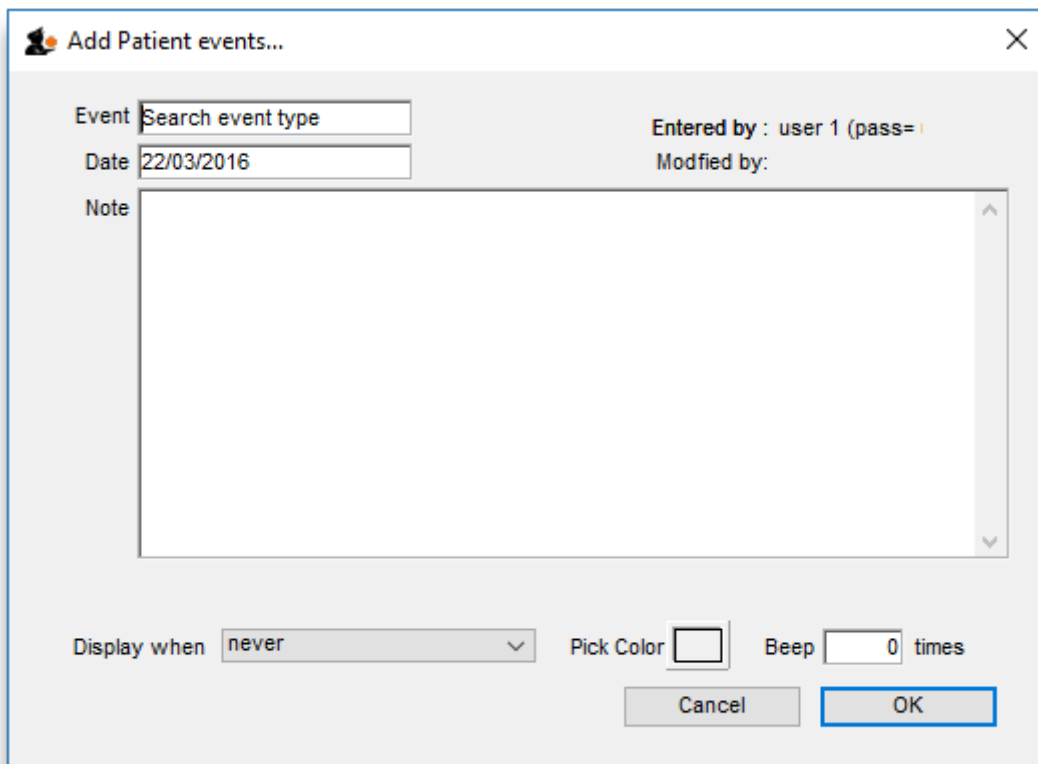 Add Patient events...
Event Search event type
Entered by : user 1 (pass=
Date 22/03/2016
Modfied by:
Note
Display when never Pick Color Beep 0 times
Cancel OK